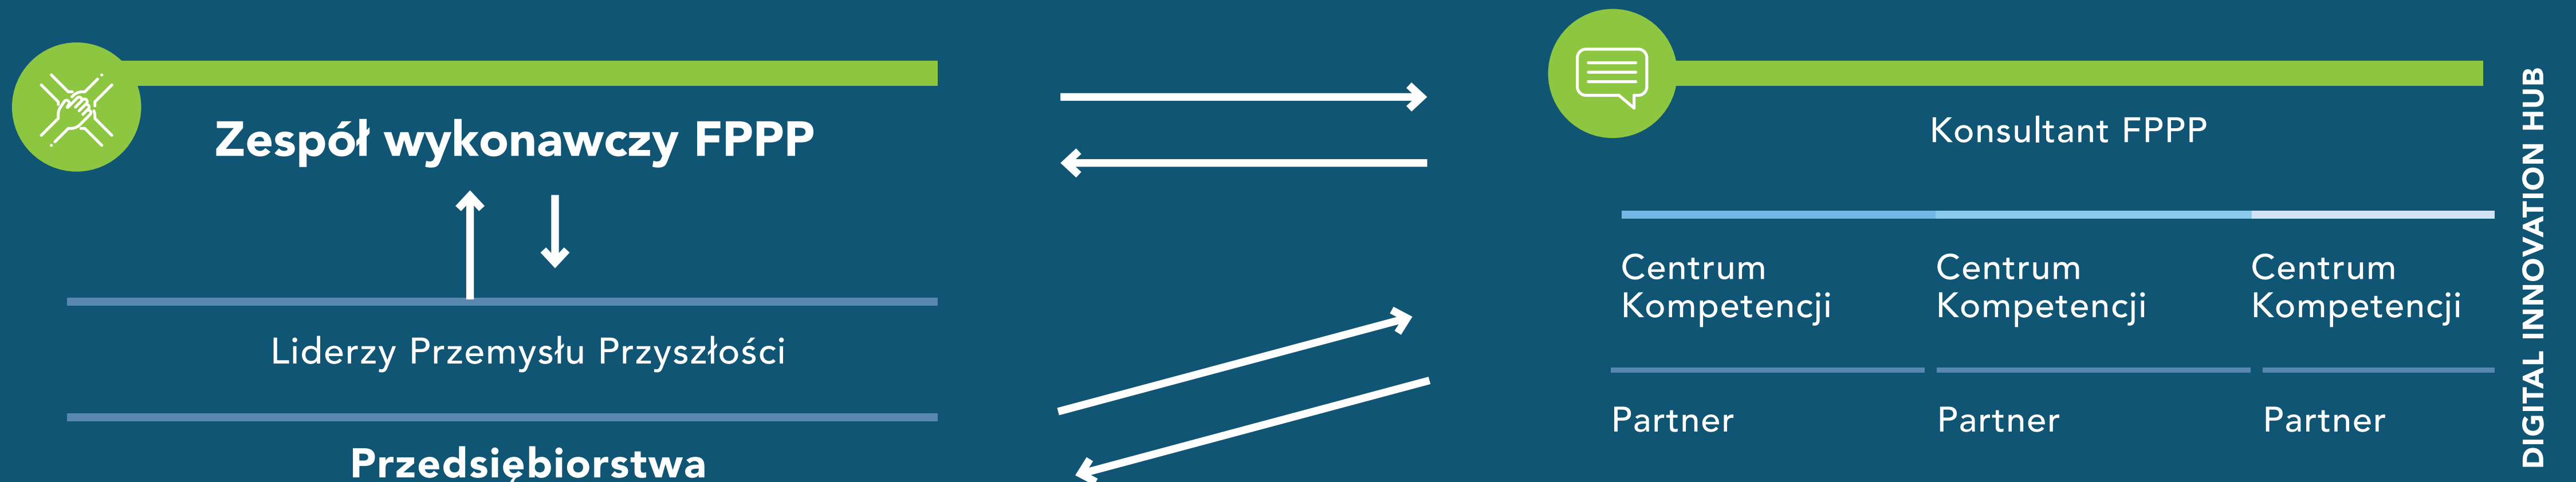 Zespół wykonawczy FPPP
Liderzy Przemysłu Przyszłości
Przedsiębiorstwa
Konsultant FPPP
Centrum
Kompetencji
Centrum
Kompetencji
Centrum
Kompetencji
Partner
Partner
Partner
DIGITAL INNOVATION HUB